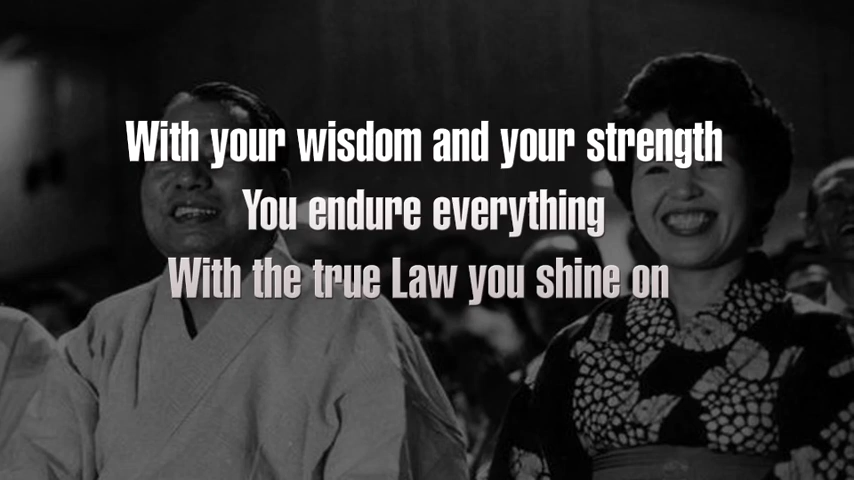 With your wisdom and your strength
You endure everything
With the true Law you shine on